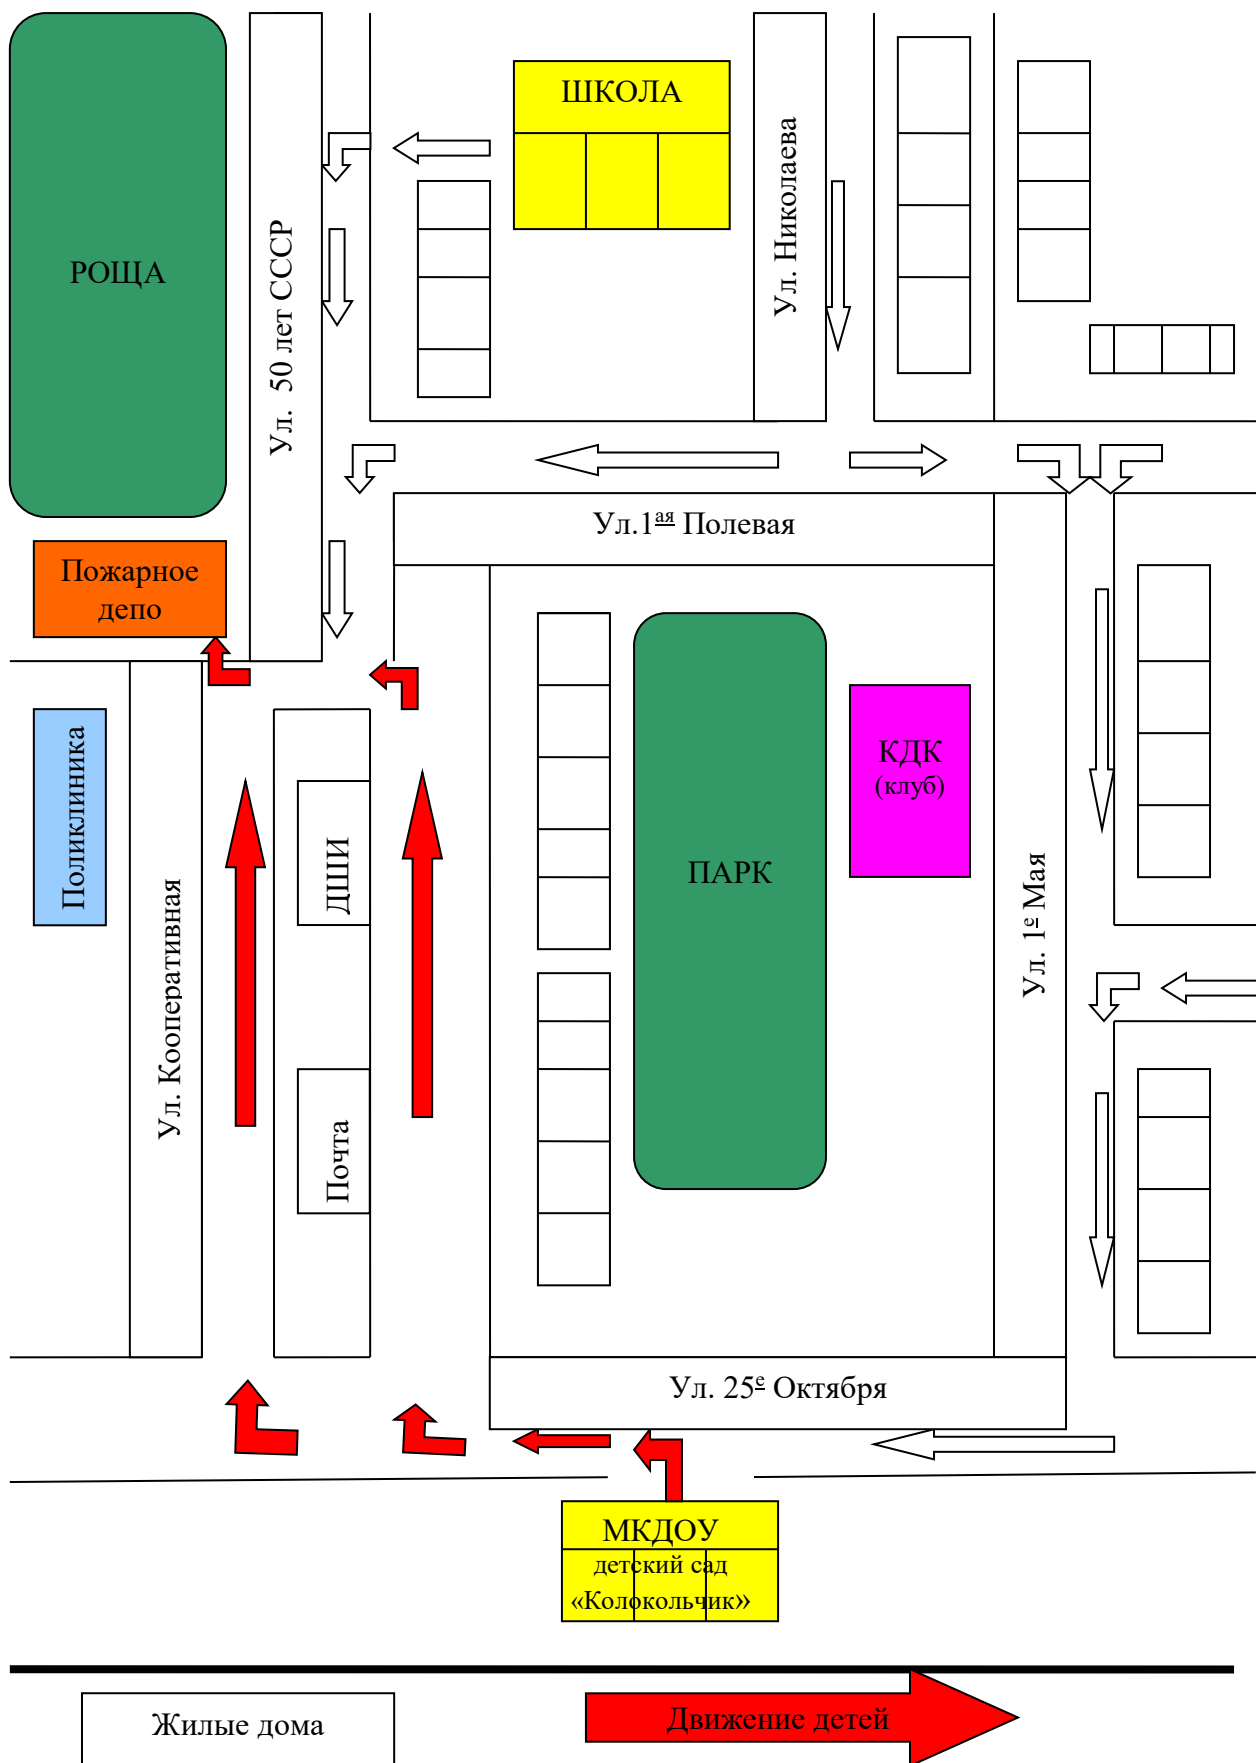 ШКОЛА
РОЩА
Ул. 50 лет СССР
Ул. Николаева
Ул.1ая Полевая
Пожарное
депо
Поликлиника
Ул. Кооперативная
ДШИ
Почта
ПАРК
КДК
(клуб)
Ул. 1е Мая
Ул. 25е Октября
МКДОУ
детский сад
«Колокольчик»
Жилые дома
Движение детей